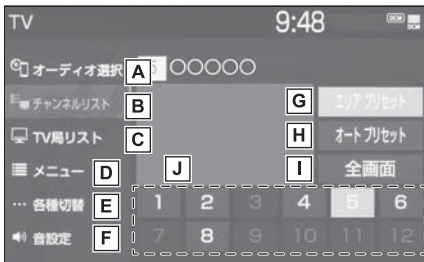 TV 9:48 DCM
オーディオ選択 A 5 ○○○○○
チャンネルリスト B G エリアプリセット
TV局リスト C H オートプリセット
メニュー D J I 全画面
各種切替 E 1 2 3 4 5 6
音設定 F 7 8 9 10 11 12